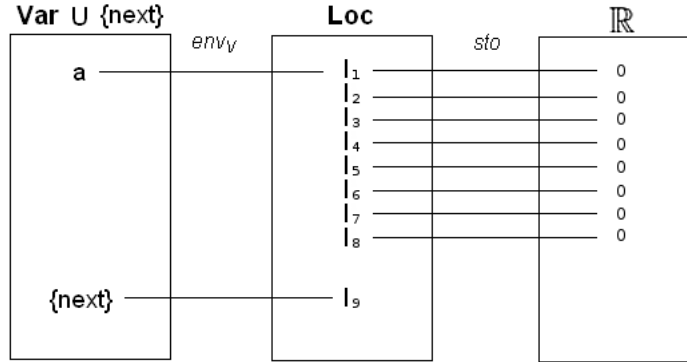 Var ∪ {next} Loc ℝ
env_V sto
a l₁ 0
l₂ 0
l₃ 0
l₄ 0
l₅ 0
l₆ 0
l₇ 0
l₈ 0
{next} l₉